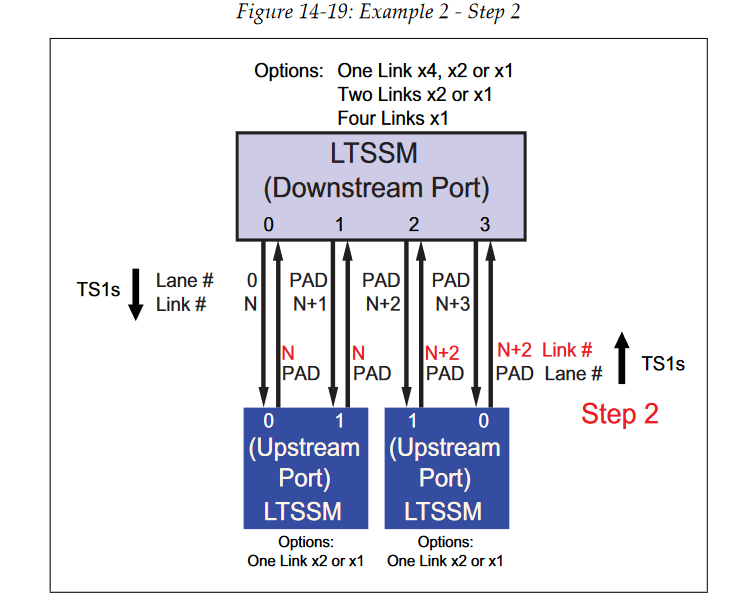 Figure 14-19: Example 2 - Step 2
Options: One Link x4, x2 or x1
Two Links x2 or x1
Four Links x1
LTSSM
(Downstream Port)
0 1 2 3
TS1s Lane # 0 PAD PAD PAD
Link # N N+1 N+2 N+3
N N N+2 N+2 Link #
PAD PAD PAD PAD Lane # TS1s
Step 2
0 1 1 0
(Upstream (Upstream
Port) Port)
LTSSM LTSSM
Options: Options:
One Link x2 or x1 One Link x2 or x1